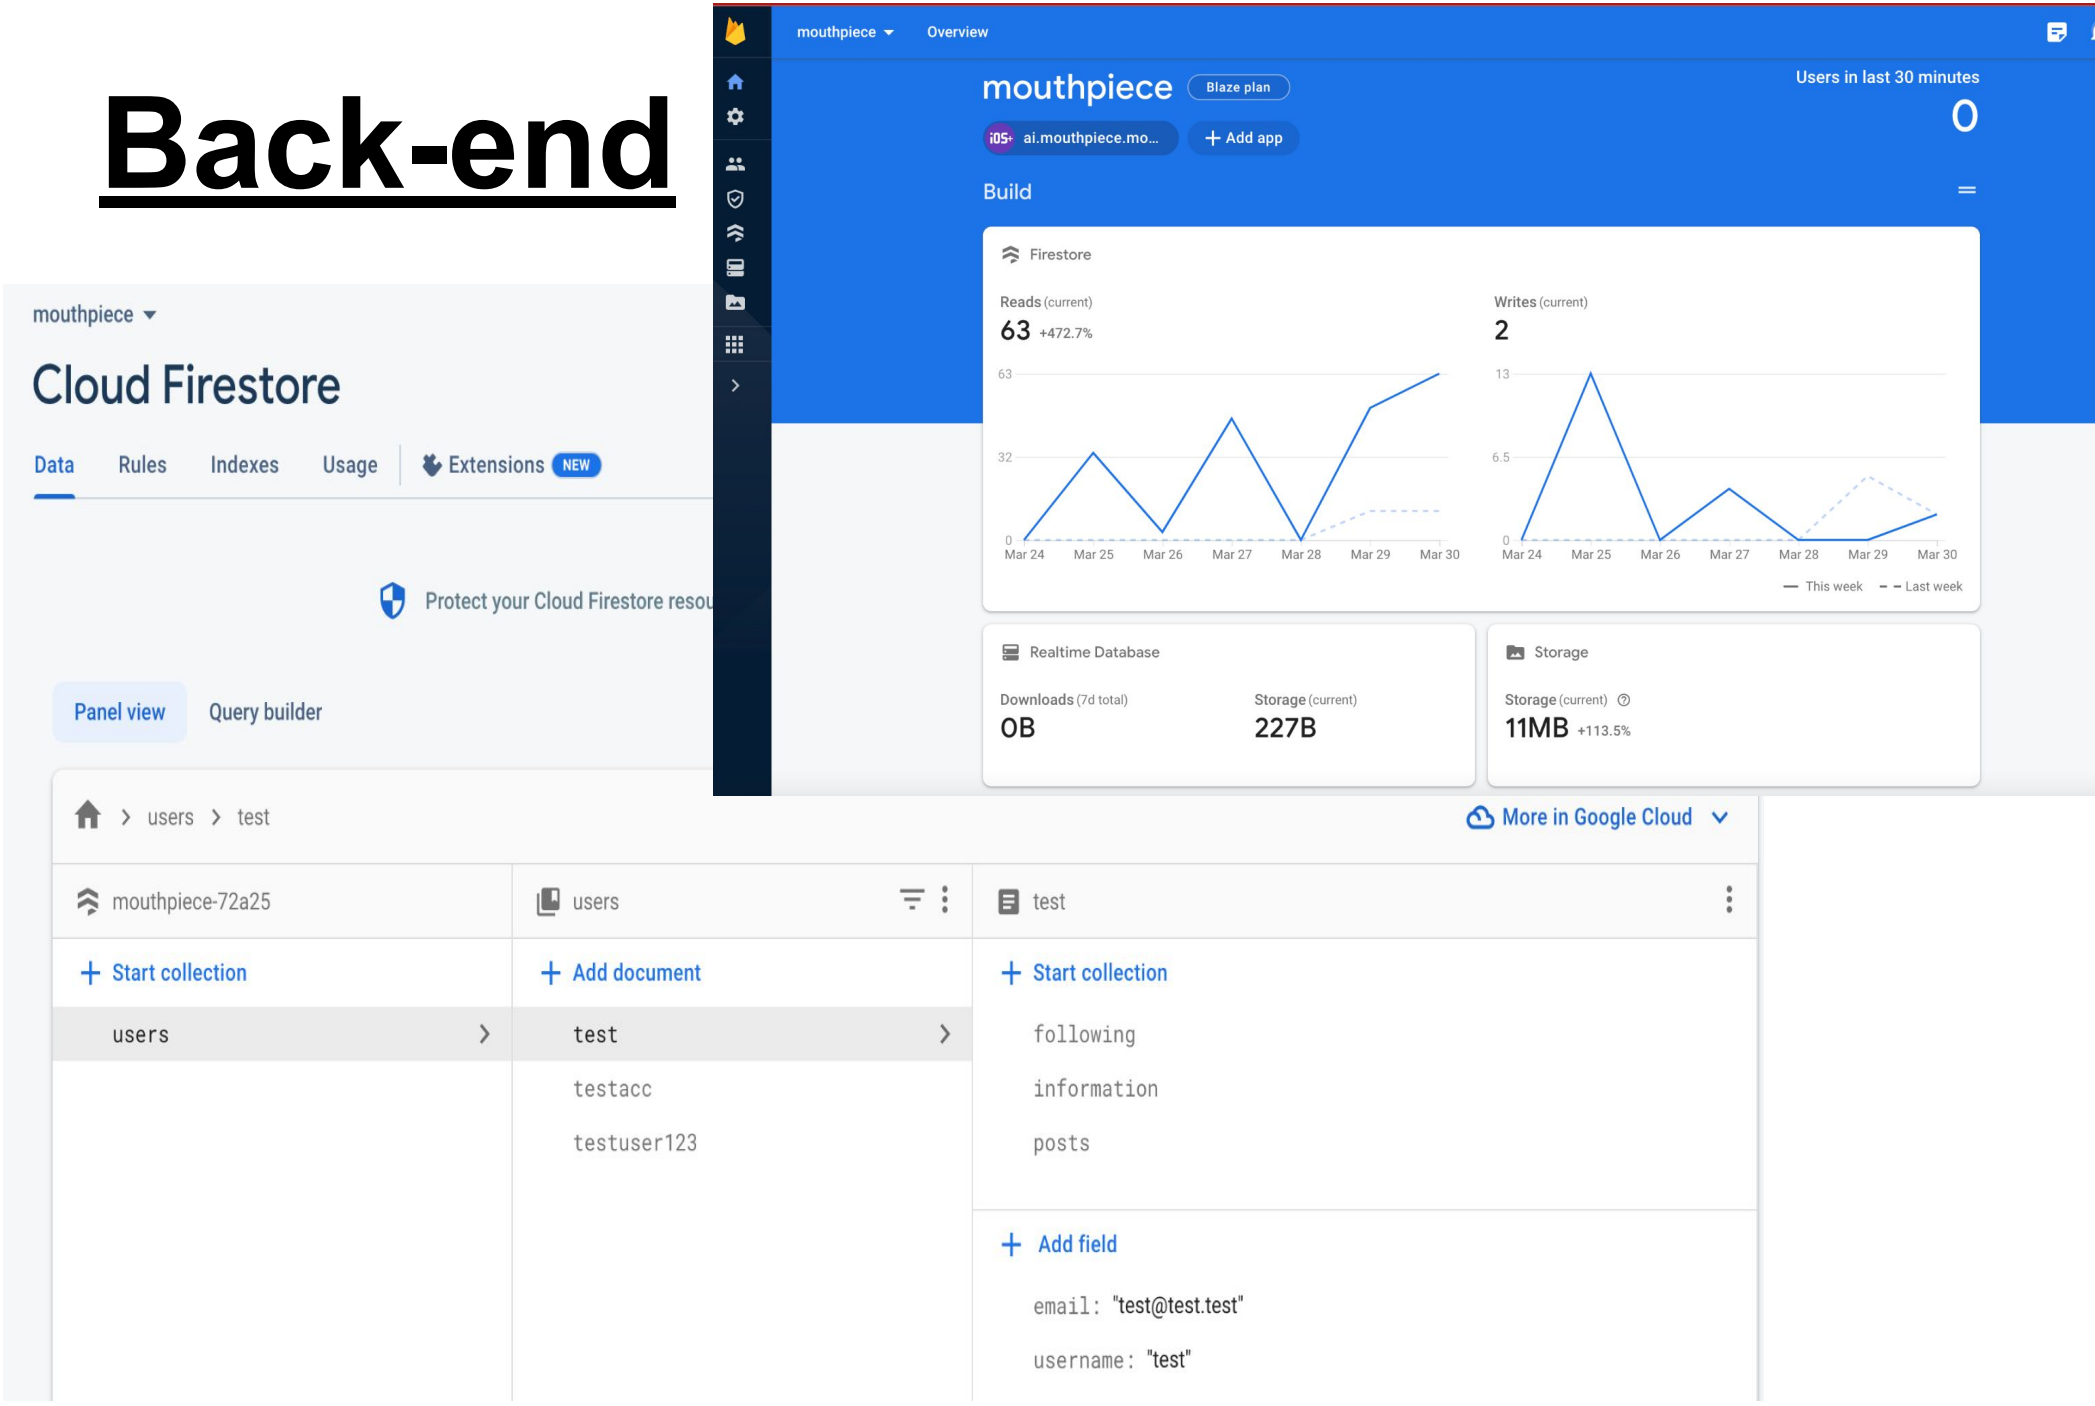 Back-end
mouthpiece
Overview
mouthpiece
Blaze plan
Users in last 30 minutes
0
iOS+ ai.mouthpiece.mo...
+ Add app
Build
Firestore
Reads (current)
63 +472.7%
63
32
0
Mar 24 Mar 25 Mar 26 Mar 27 Mar 28 Mar 29 Mar 30
Writes (current)
2
13
6.5
0
Mar 24 Mar 25 Mar 26 Mar 27 Mar 28 Mar 29 Mar 30
This week Last week
Realtime Database
Downloads (7d total)
0B
Storage (current)
227B
Storage
Storage (current)
11MB +113.5%
mouthpiece
Cloud Firestore
Data Rules Indexes Usage Extensions NEW
Protect your Cloud Firestore resou
Panel view Query builder
users > test
More in Google Cloud
mouthpiece-72a25
+ Start collection
users
users
+ Add document
test
testacc
testuser123
test
+ Start collection
following
information
posts
+ Add field
email: "test@test.test"
username: "test"